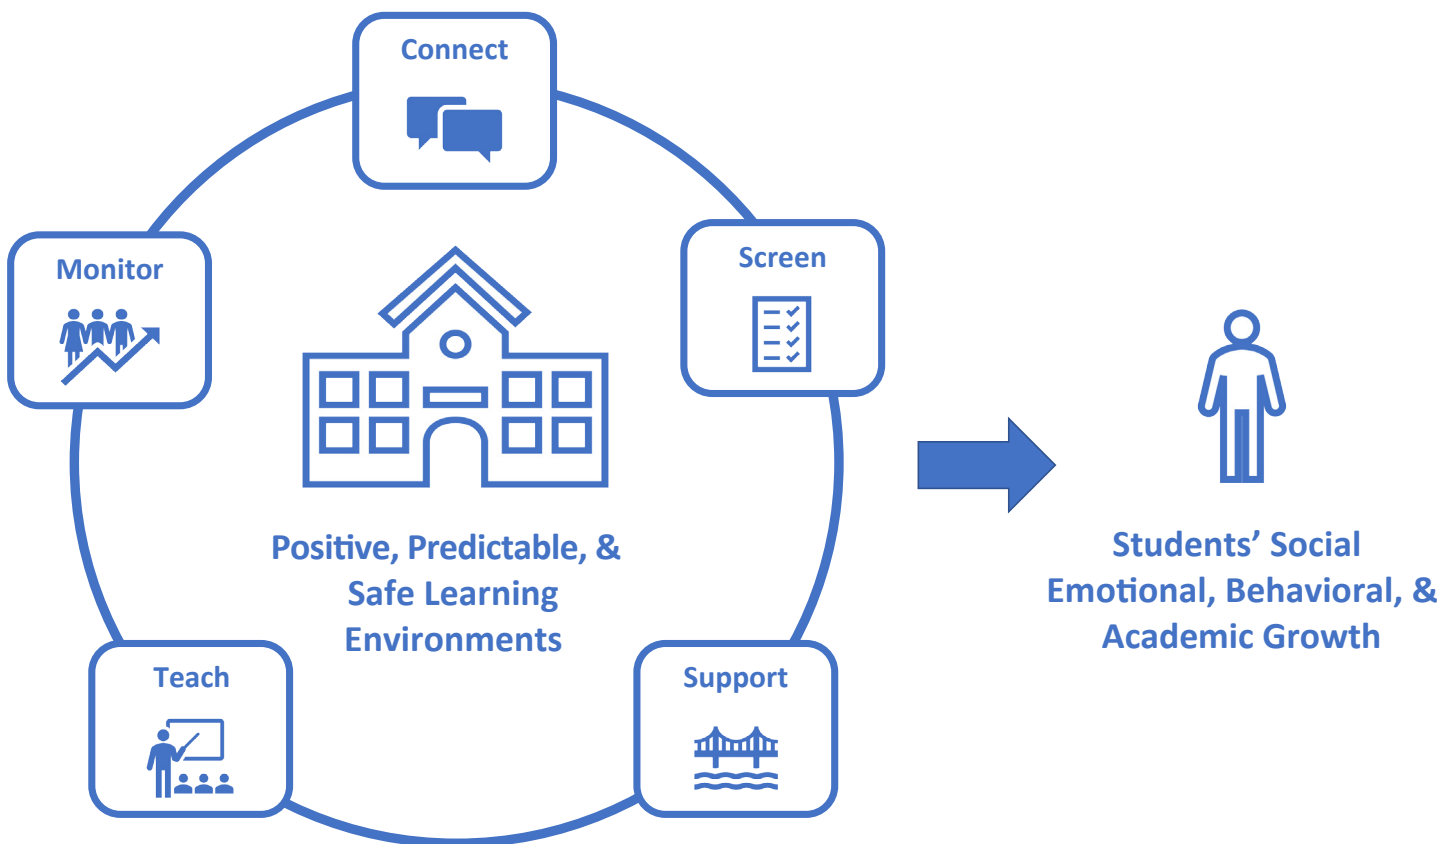 Connect
Monitor
Screen
Positive, Predictable, &
Safe Learning
Environments
Teach
Support
Students’ Social
Emotional, Behavioral, &
Academic Growth